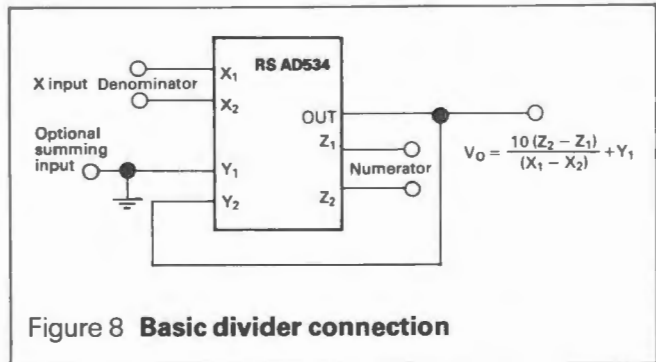 RS AD534
X input Denominator
X₁
X₂
Optional
summing
input
Y₁
Y₂
OUT
Z₁
Z₂
Numerator
V₀ = 10 (Z₂ − Z₁) / (X₁ − X₂) + Y₁
Figure 8 Basic divider connection